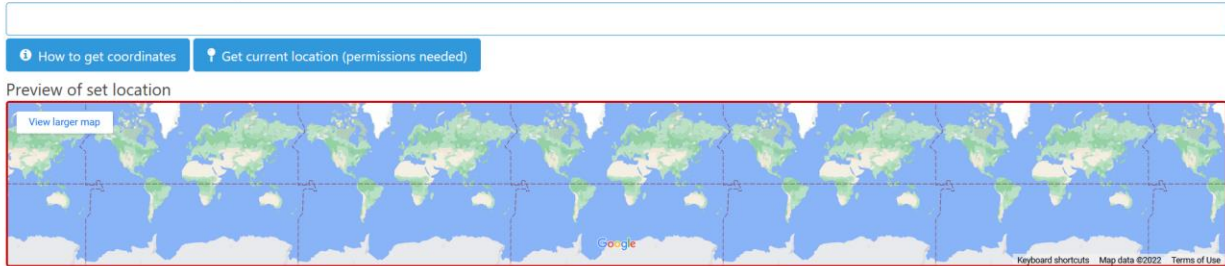 How to get coordinates
Get current location (permissions needed)
Preview of set location
View larger map
Google
Keyboard shortcuts Map data ©2022 Terms of Use